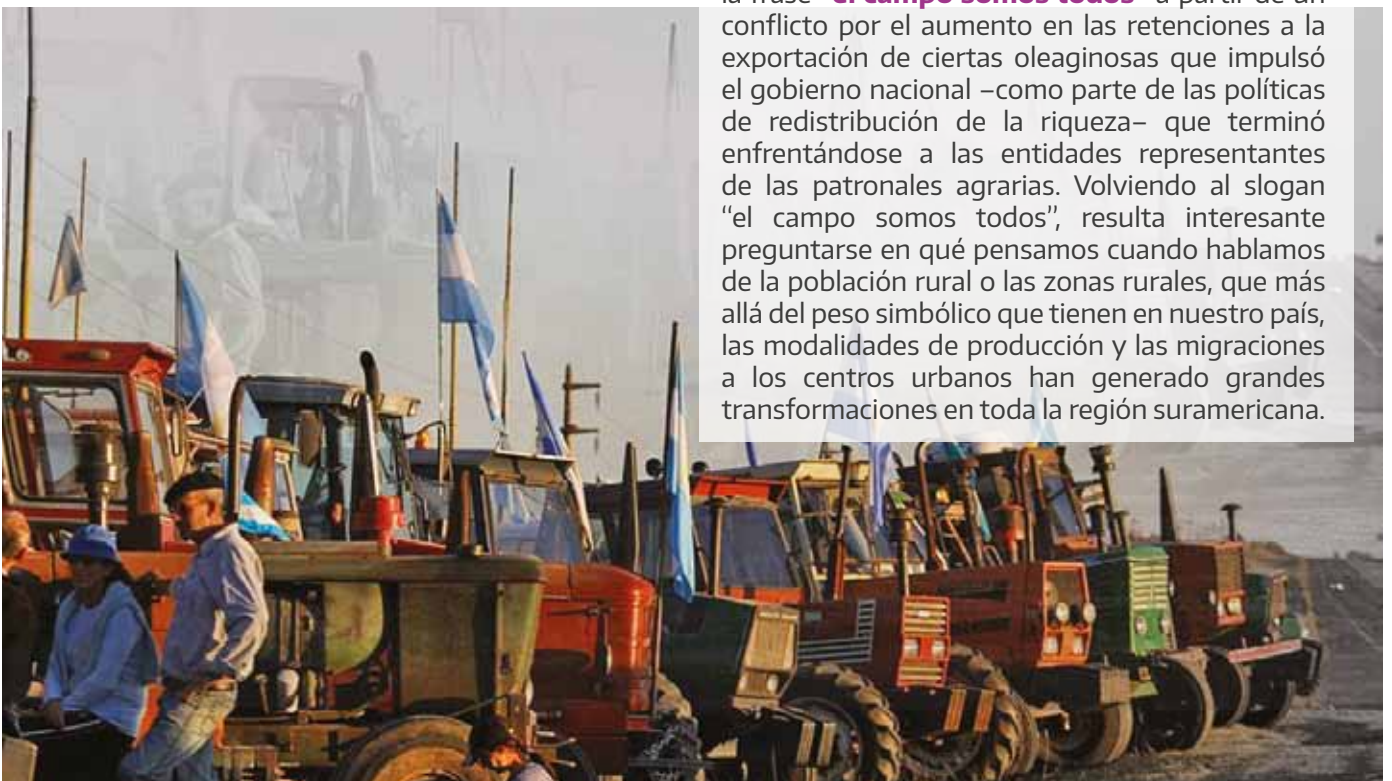 la frase “el campo somos todos” a partir de un
conflicto por el aumento en las retenciones a la
exportación de ciertas oleaginosas que impulsó
el gobierno nacional –como parte de las políticas
de redistribución de la riqueza– que terminó
enfrentándose a las entidades representantes
de las patronales agrarias. Volviendo al slogan
“el campo somos todos”, resulta interesante
preguntarse en qué pensamos cuando hablamos
de la población rural o las zonas rurales, que más
allá del peso simbólico que tienen en nuestro país,
las modalidades de producción y las migraciones
a los centros urbanos han generado grandes
transformaciones en toda la región suramericana.